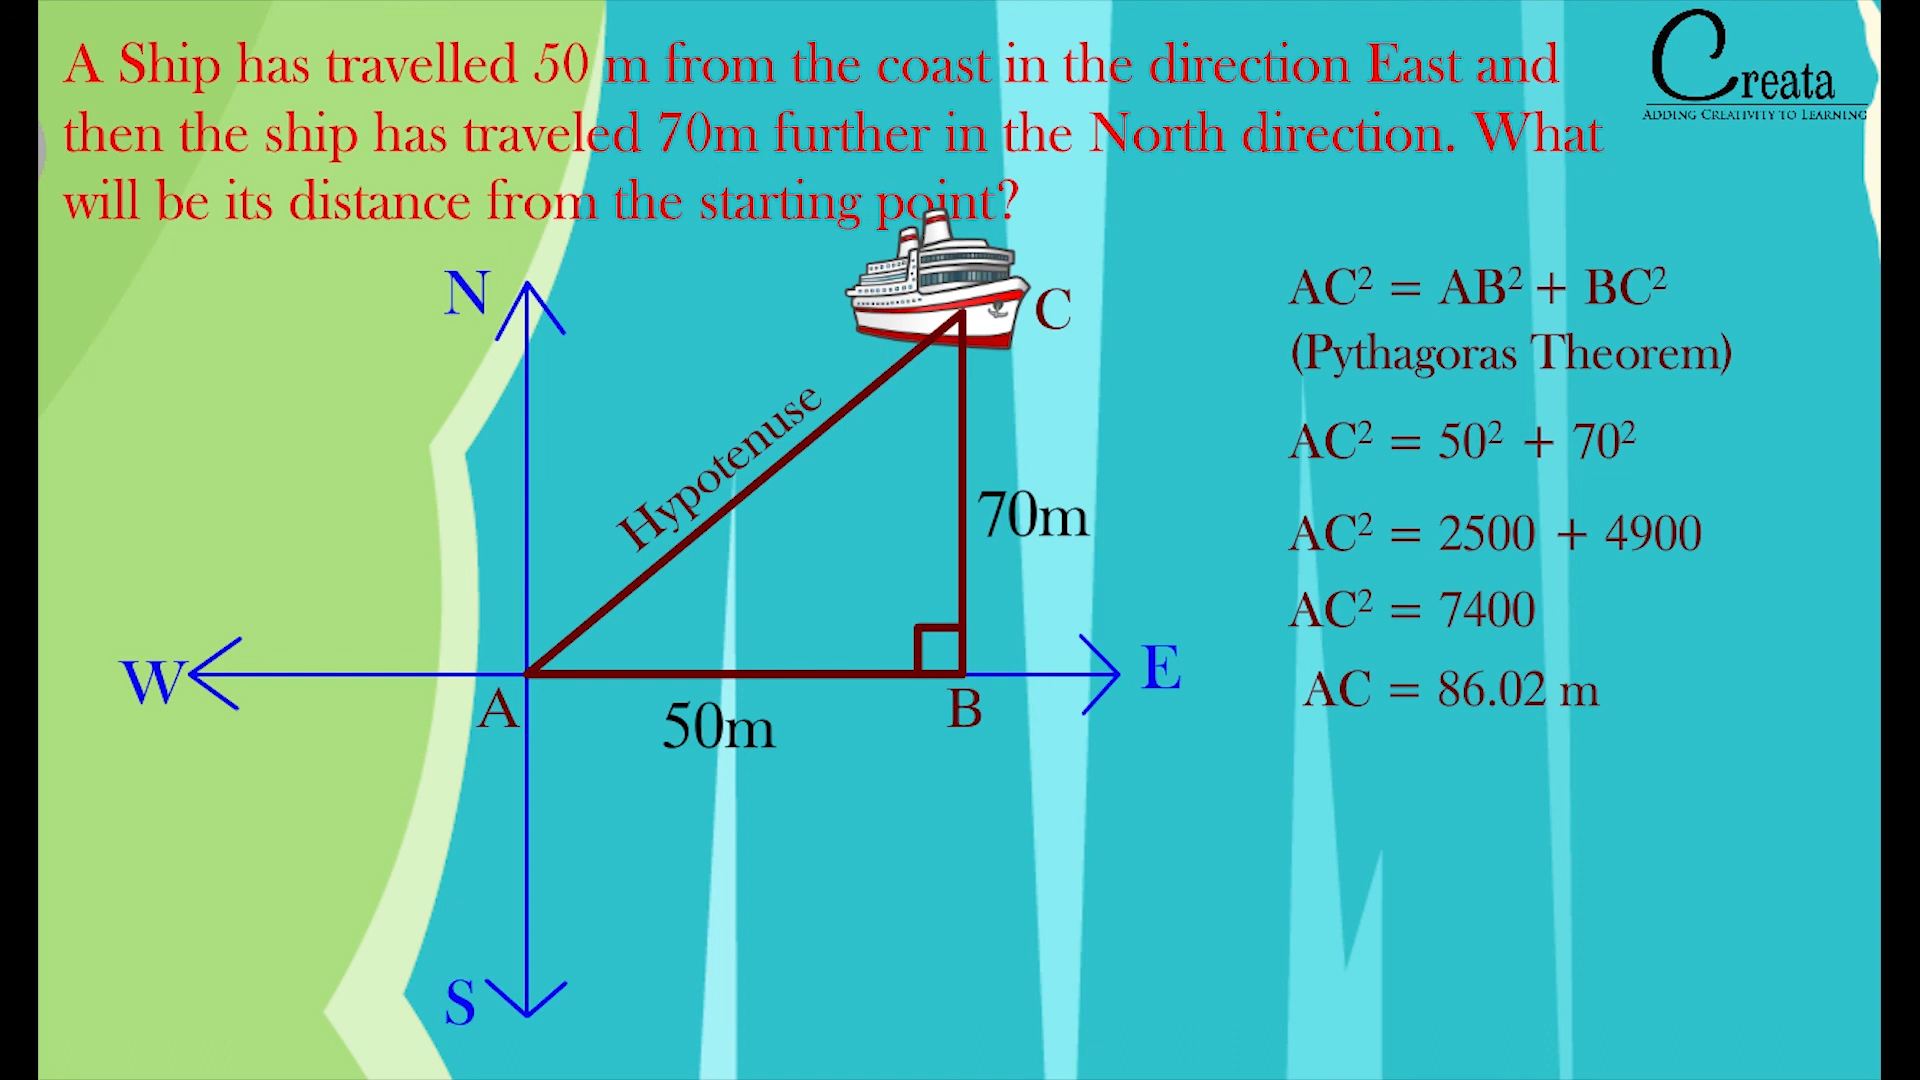 A Ship has travelled 50 m from the coast in the direction East and
then the ship has traveled 70m further in the North direction. What
will be its distance from the starting point?
Creata
Adding Creativity to Learning
N
C
Hypotenuse
70m
W
E
A
B
50m
S
AC² = AB² + BC²
(Pythagoras Theorem)
AC² = 50² + 70²
AC² = 2500 + 4900
AC² = 7400
AC = 86.02 m